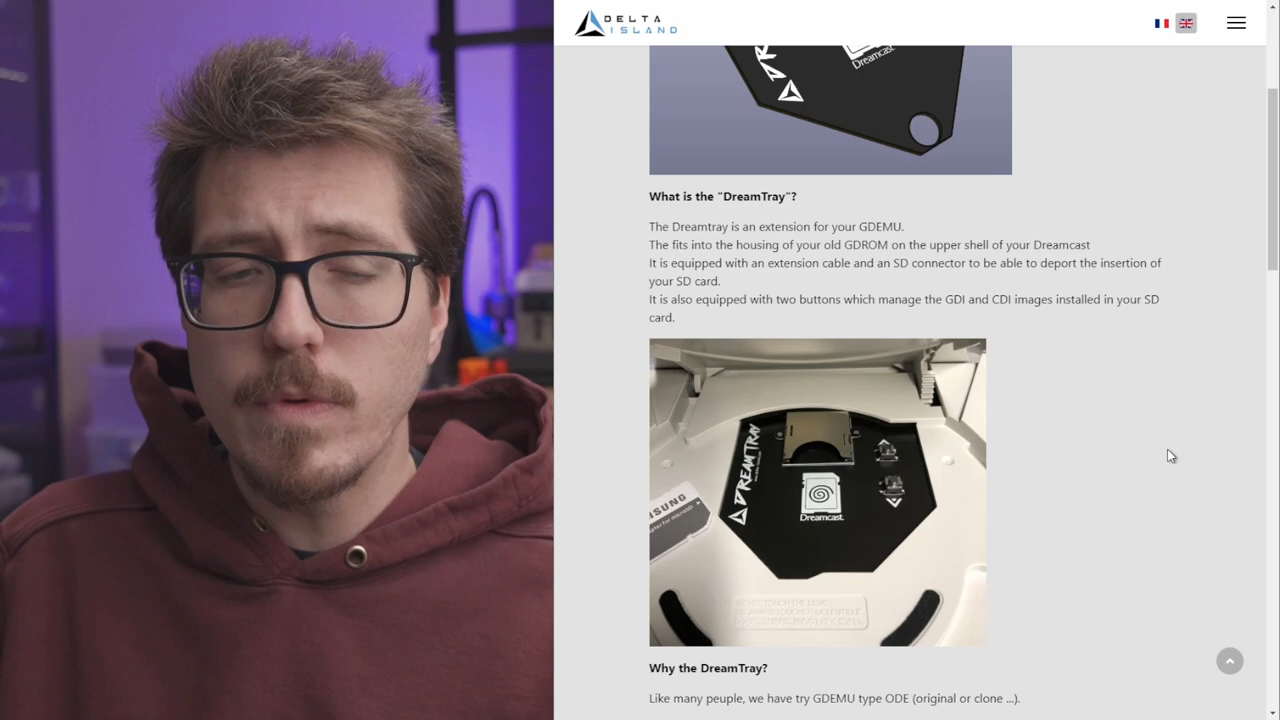 DELTA
ISLAND
Dreamcast
What is the "DreamTray"?
The Dreamtray is an extension for your GDEMU.
The fits into the housing of your old GDROM on the upper shell of your Dreamcast
It is equipped with an extension cable and an SD connector to be able to deport the insertion of
your SD card.
It is also equipped with two buttons which manage the GDI and CDI images installed in your SD
card.
DREAMTRAY
Dreamcast
Why the DreamTray?
Like many peuple, we have try GDEMU type ODE (original or clone ...).